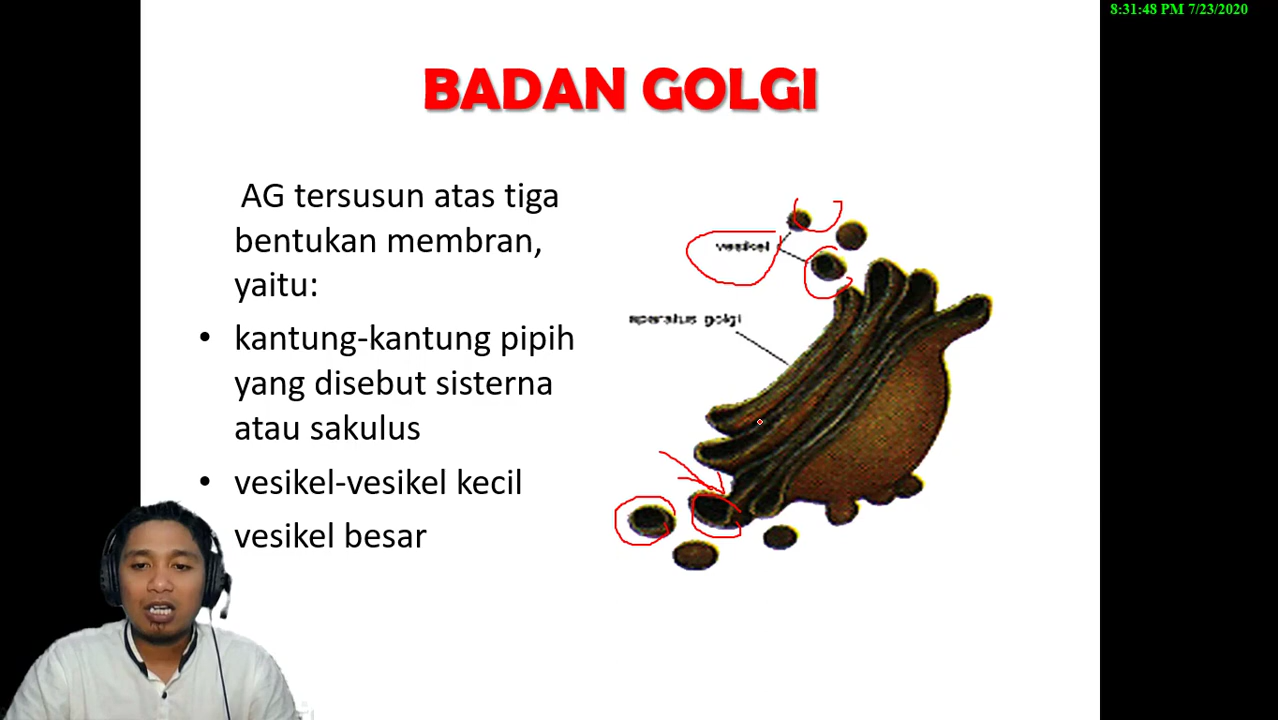 8:31:48 PM 7/23/2020
BADAN GOLGI
AG tersusun atas tiga
bentukan membran,
yaitu:
• kantung-kantung pipih
yang disebut sisterna
atau sakulus
• vesikel-vesikel kecil
vesikel besar
vesikel
aparatus golgi